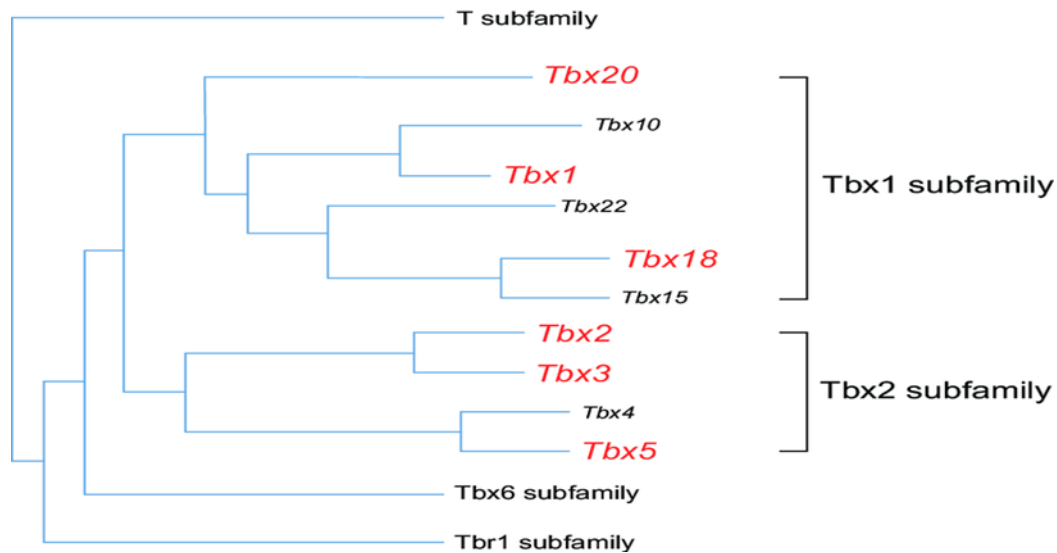 T subfamily
Tbx20
Tbx10
Tbx1
Tbx22
Tbx18
Tbx15
Tbx1 subfamily
Tbx2
Tbx3
Tbx4
Tbx5
Tbx2 subfamily
Tbx6 subfamily
Tbr1 subfamily